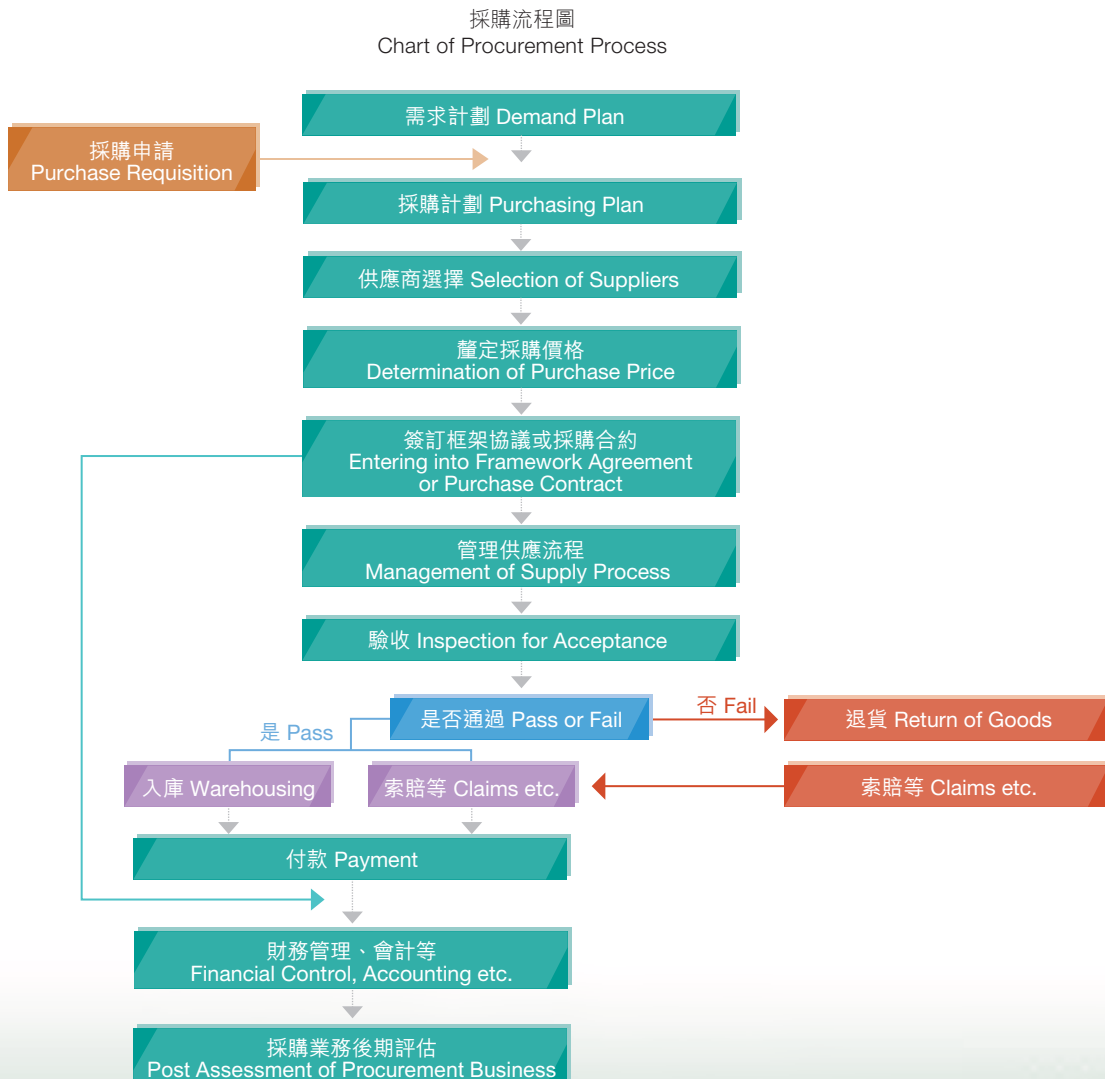 採購流程圖
Chart of Procurement Process
需求計劃 Demand Plan
採購申請
Purchase Requisition
採購計劃 Purchasing Plan
供應商選擇 Selection of Suppliers
釐定採購價格
Determination of Purchase Price
簽訂框架協議或採購合約
Entering into Framework Agreement
or Purchase Contract
管理供應流程
Management of Supply Process
驗收 Inspection for Acceptance
是否通過 Pass or Fail
否 Fail
退貨 Return of Goods
是 Pass
入庫 Warehousing
索賠等 Claims etc.
索賠等 Claims etc.
付款 Payment
財務管理、會計等
Financial Control, Accounting etc.
採購業務後期評估
Post Assessment of Procurement Business